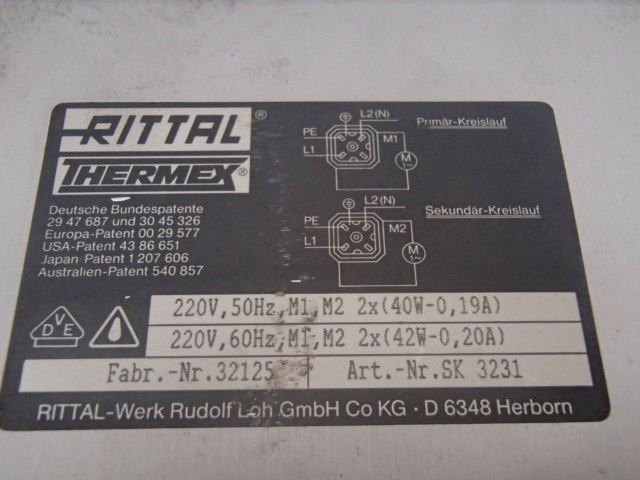 RITTAL®
THERMEX®
Deutsche Bundespatente
29 47 687 und 30 45 326
Europa-Patent 00 29 577
USA-Patent 43 86 651
Japan-Patent 1 207 606
Australien-Patent 540 857
L2(N)
Primär-Kreislauf
PE
M1
L1
M
L2(N)
Sekundär-Kreislauf
PE
M2
L1
M
1~
VDE
220V,50Hz,M1,M2 2x(40W-0,19A)
220V,60Hz,M1,M2 2x(42W-0,20A)
Fabr.-Nr.32125
Art.-Nr.SK 3231
RITTAL-Werk Rudolf Loh GmbH Co KG · D 6348 Herborn